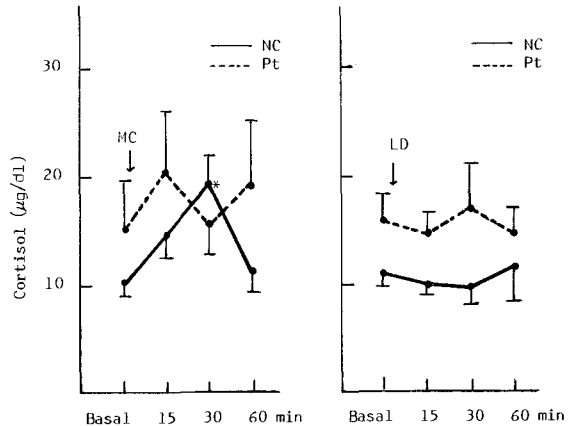 NC
Pt
NC
Pt
30
MC
LD
20
*
10
Cortisol (µg/dl)
Basal 15 30 60 min
Basal 15 30 60 min